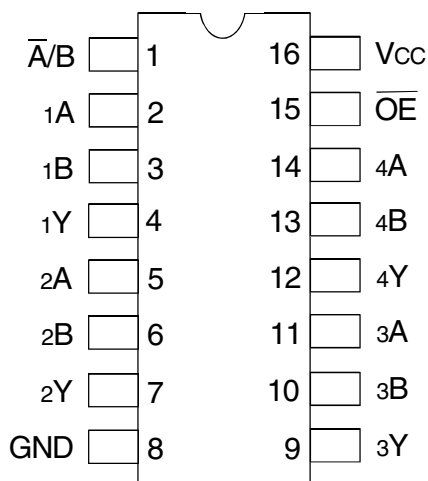 A̅/B 1 16 Vcc
1A 2 15 O̅E̅
1B 3 14 4A
1Y 4 13 4B
2A 5 12 4Y
2B 6 11 3A
2Y 7 10 3B
GND 8 9 3Y